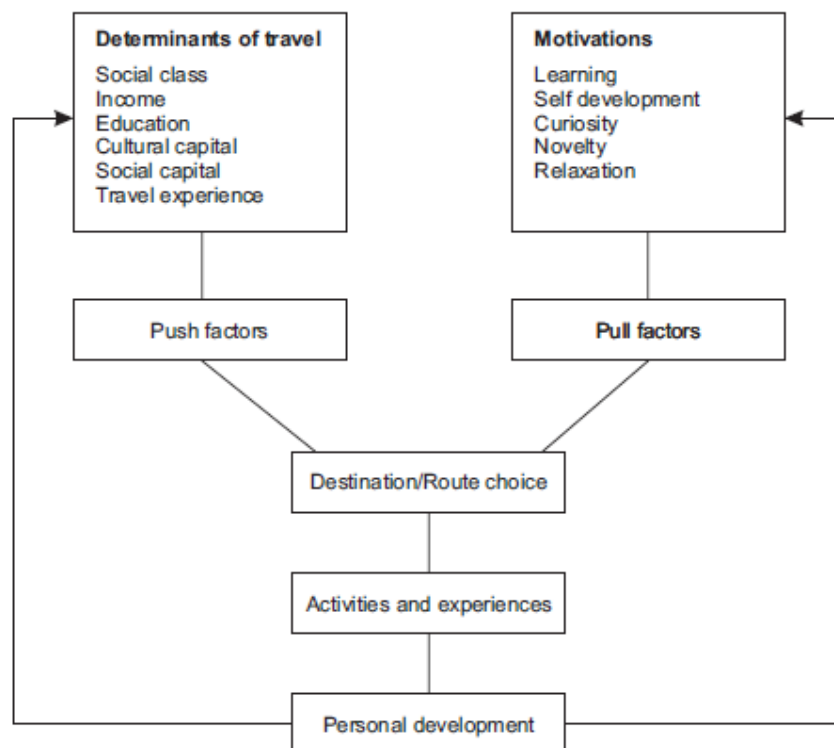 Determinants of travel
Social class
Income
Education
Cultural capital
Social capital
Travel experience
Motivations
Learning
Self development
Curiosity
Novelty
Relaxation
Push factors
Pull factors
Destination/Route choice
Activities and experiences
Personal development